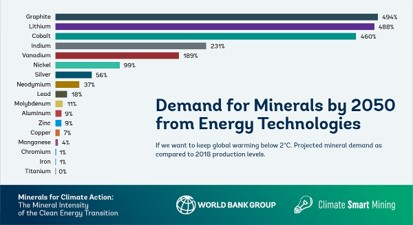 Graphite 494%
Lithium 488%
Cobalt 460%
Indium 231%
Vanadium 189%
Nickel 99%
Silver 56%
Neodymium 37%
Lead 18%
Molybdenum 11%
Aluminum 9%
Zinc 9%
Copper 7%
Manganese 4%
Chromium 1%
Iron 1%
Titanium 0%
Demand for Minerals by 2050
from Energy Technologies
If we want to keep global warming below 2°C. Projected mineral demand as
compared to 2018 production levels.
Minerals for Climate Action:
The Mineral Intensity
of the Clean Energy Transition
WORLD BANK GROUP
Climate Smart Mining